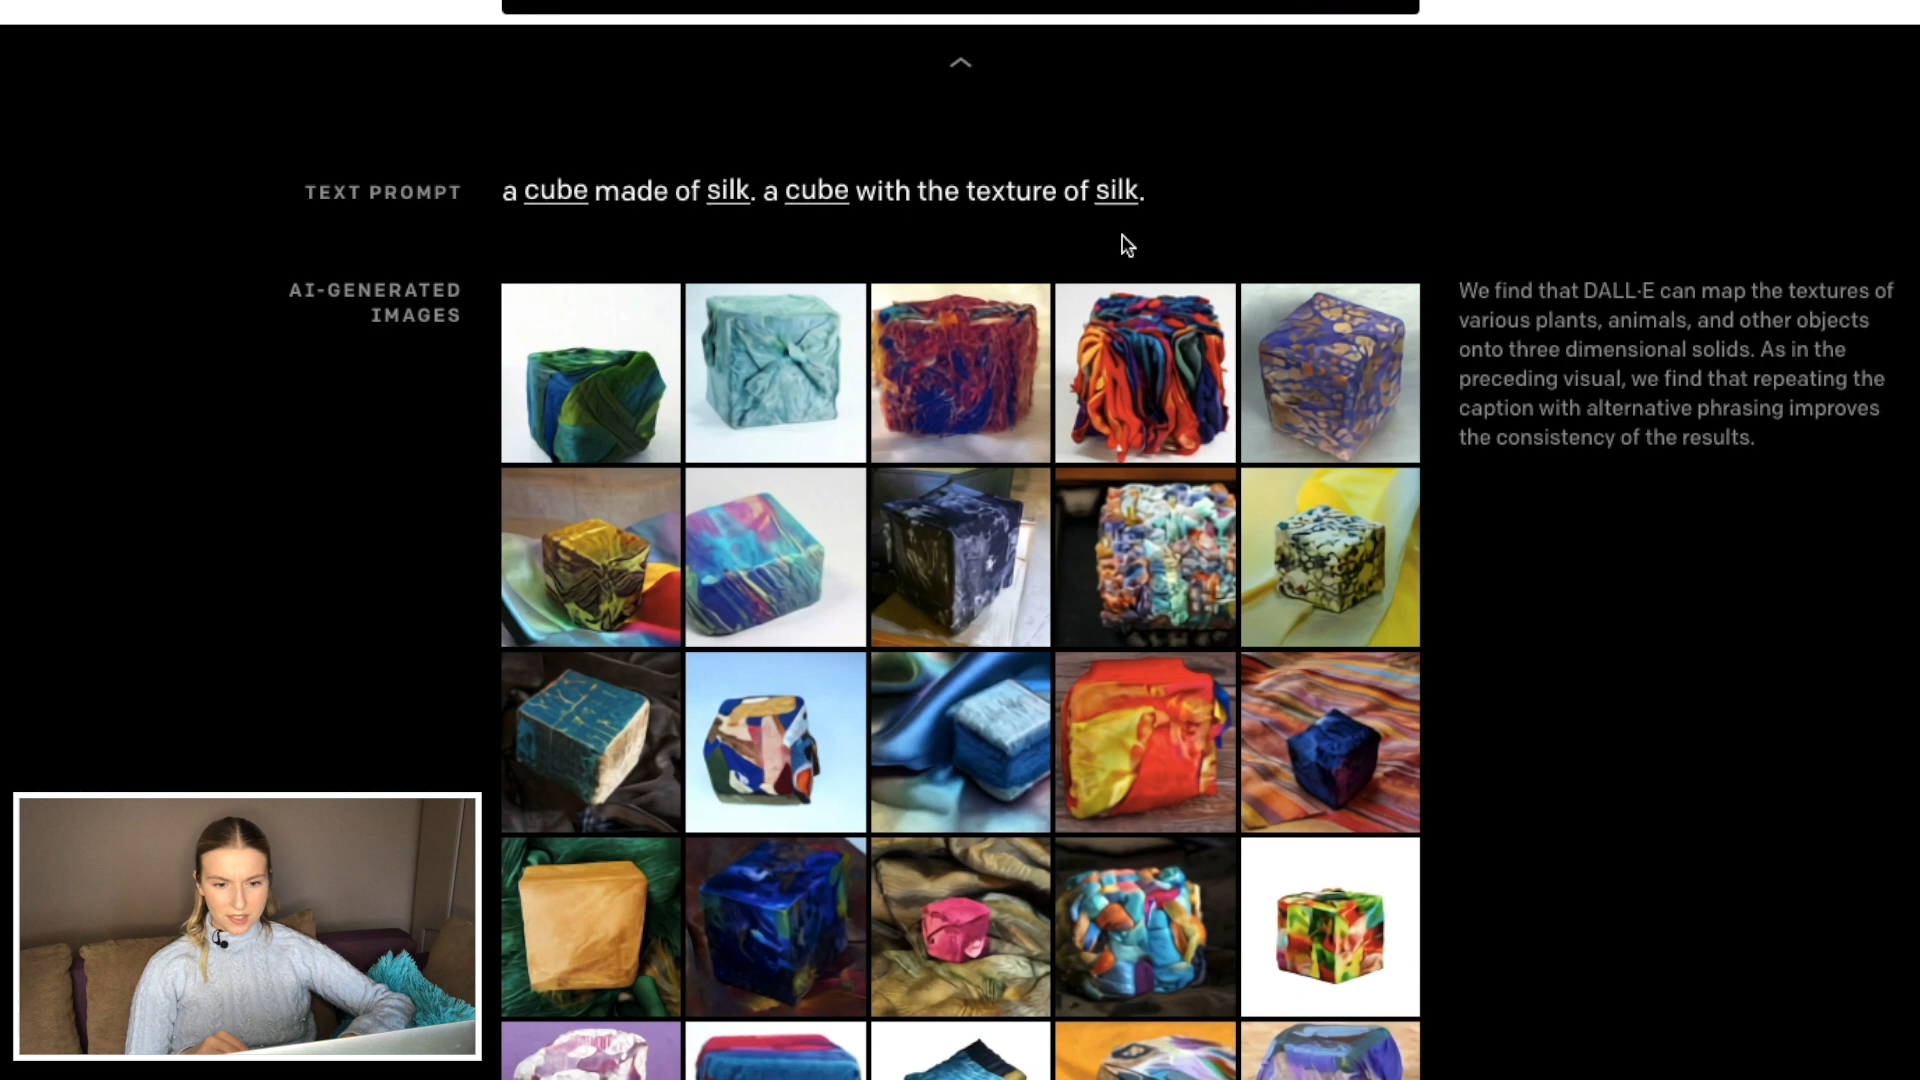 TEXT PROMPT
a cube made of silk. a cube with the texture of silk.
AI-GENERATED
IMAGES
We find that DALL·E can map the textures of
various plants, animals, and other objects
onto three dimensional solids. As in the
preceding visual, we find that repeating the
caption with alternative phrasing improves
the consistency of the results.